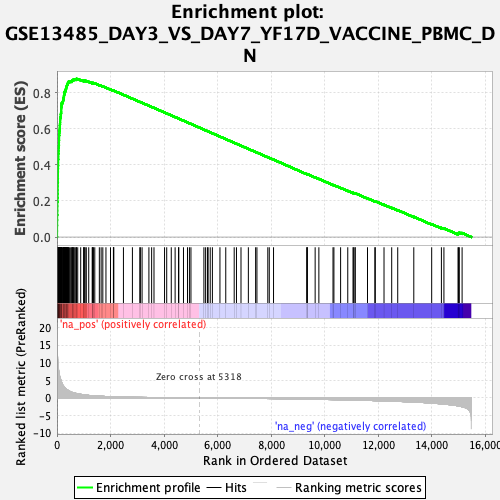 Enrichment plot:
GSE13485_DAY3_VS_DAY7_YF17D_VACCINE_PBMC_D
N
Enrichment score (ES)
0.8
0.6
0.4
0.2
0.0
'na_pos' (positively correlated)
Ranked list metric (PreRanked)
20
15
10
5
0
-5
-10
Zero cross at 5318
'na_neg' (negatively correlated)
0 2,000 4,000 6,000 8,000 10,000 12,000 14,000 16,000
Rank in Ordered Dataset
Enrichment profile Hits Ranking metric scores